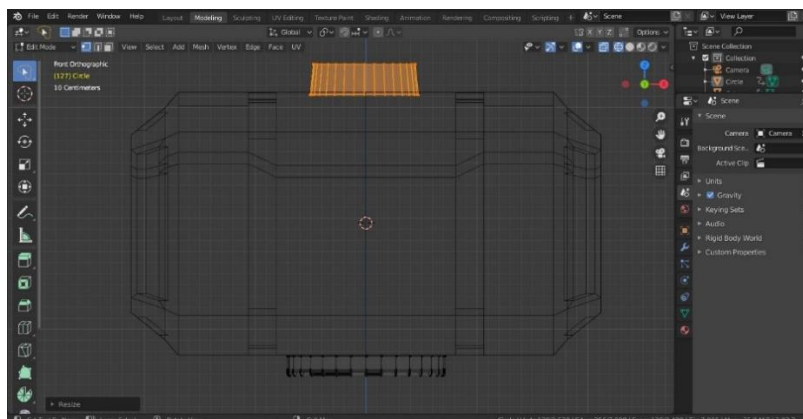 File Edit Render Window Help Layout Modeling Sculpting UV Editing Texture Paint Shading Animation Rendering Compositing Scripting + Scene View Layer
Global Options
Edit Mode View Select Add Mesh Vertex Edge Face UV X Y Z
Front Orthographic
(127) Circle
10 Centimeters
Scene Collection
Collection
Camera
Circle
Scene
Scene
Camera Camera
Background Sce..
Active Clip
Units
Gravity
Keying Sets
Audio
Rigid Body World
Custom Properties
Resize